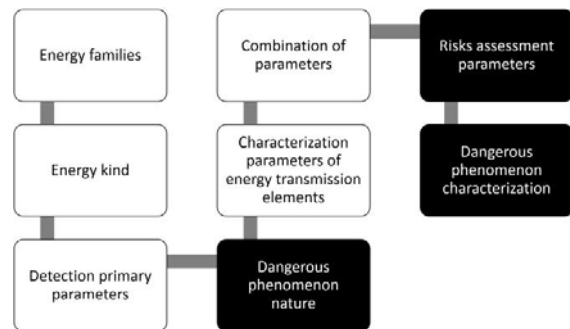 Energy families
Energy kind
Detection primary
parameters
Dangerous
phenomenon
nature
Characterization
parameters of
energy transmission
elements
Combination of
parameters
Risks assessment
parameters
Dangerous
phenomenon
characterization